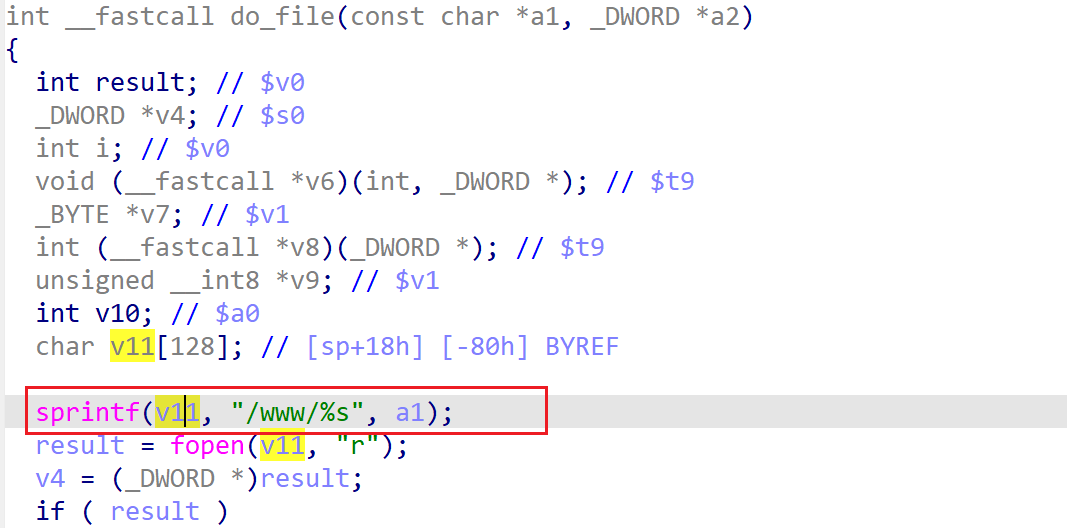 int __fastcall do_file(const char *a1, _DWORD *a2)
{
int result; // $v0
_DWORD *v4; // $s0
int i; // $v0
void (__fastcall *v6)(int, _DWORD *); // $t9
_BYTE *v7; // $v1
int (__fastcall *v8)(_DWORD *); // $t9
unsigned __int8 *v9; // $v1
int v10; // $a0
char v11[128]; // [sp+18h] [-80h] BYREF
sprintf(v11, "/www/%s", a1);
result = fopen(v11, "r");
v4 = (_DWORD *)result;
if ( result )